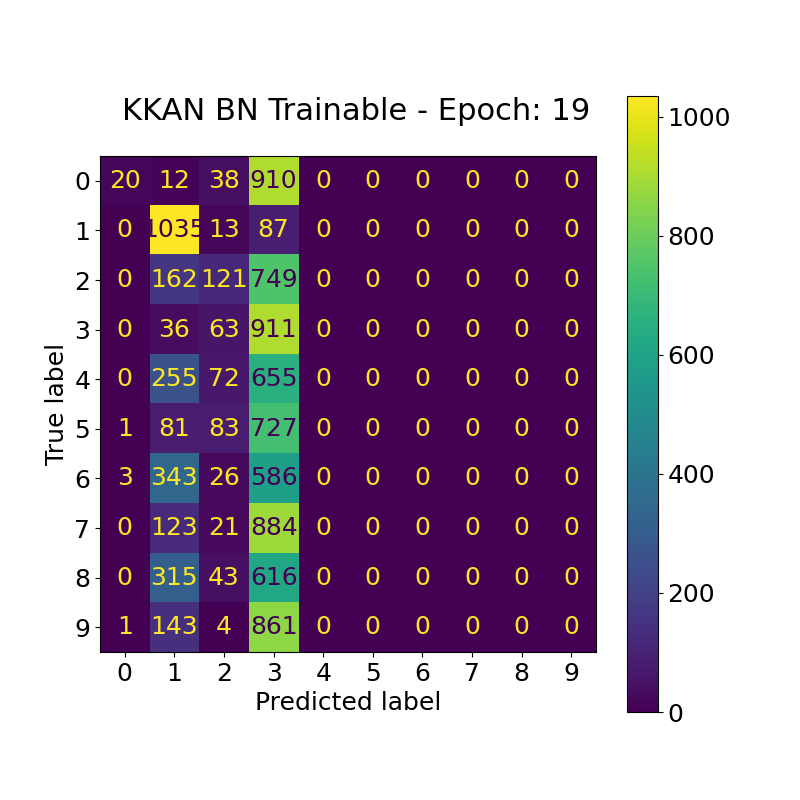 KKAN BN Trainable - Epoch: 19
0 20 12 38 910 0 0 0 0 0 0
1 0 1035 13 87 0 0 0 0 0 0
2 0 162 121 749 0 0 0 0 0 0
3 0 36 63 911 0 0 0 0 0 0
4 0 255 72 655 0 0 0 0 0 0
5 1 81 83 727 0 0 0 0 0 0
6 3 343 26 586 0 0 0 0 0 0
7 0 123 21 884 0 0 0 0 0 0
8 0 315 43 616 0 0 0 0 0 0
9 1 143 4 861 0 0 0 0 0 0
0 1 2 3 4 5 6 7 8 9
Predicted label
True label
1000
800
600
400
200
0